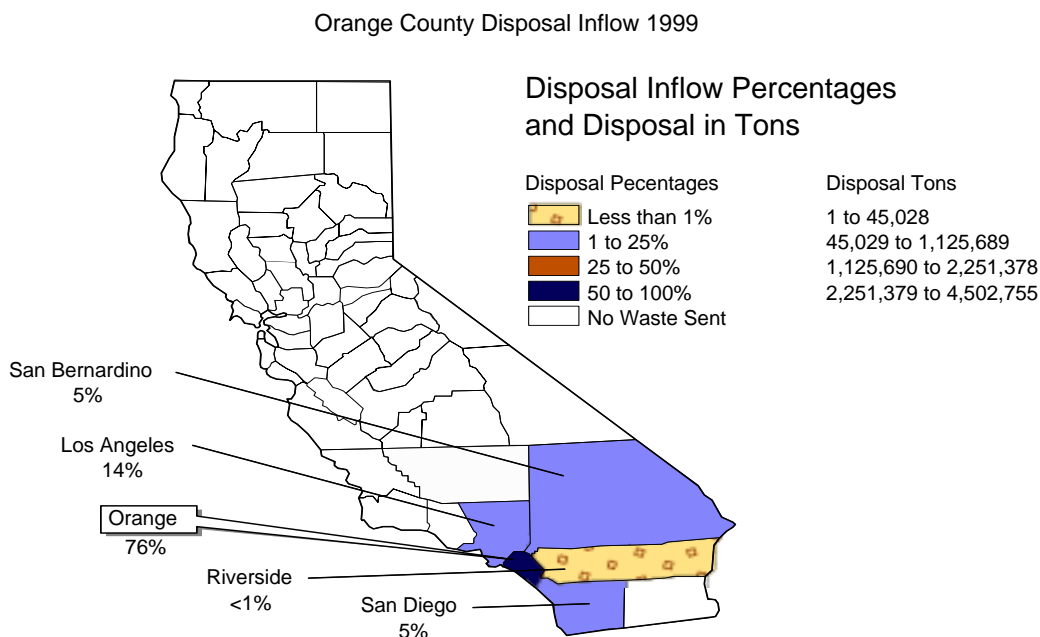 Orange County Disposal Inflow 1999
Disposal Inflow Percentages
and Disposal in Tons
Disposal Pecentages
Disposal Tons
Less than 1%
1 to 45,028
1 to 25%
45,029 to 1,125,689
25 to 50%
1,125,690 to 2,251,378
50 to 100%
2,251,379 to 4,502,755
No Waste Sent
San Bernardino
5%
Los Angeles
14%
Orange
76%
Riverside
<1%
San Diego
5%